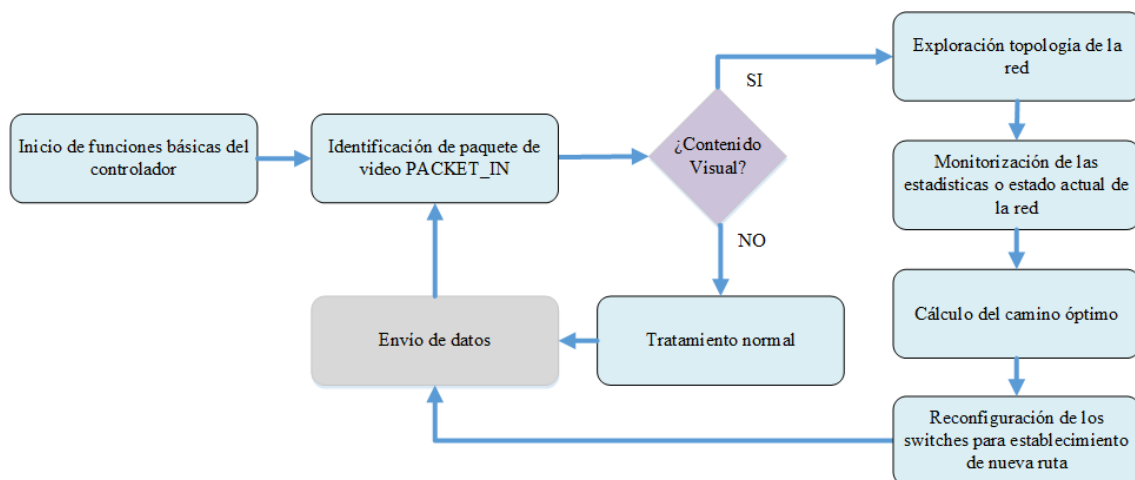 Inicio de funciones básicas del
controlador
Identificación de paquete de
video PACKET_IN
¿Contenido
Visual?
SI
Exploración topología de la
red
Monitorización de las
estadísticas o estado actual de
la red
Cálculo del camino óptimo
Reconfiguración de los
switches para establecimiento
de nueva ruta
NO
Tratamiento normal
Envío de datos